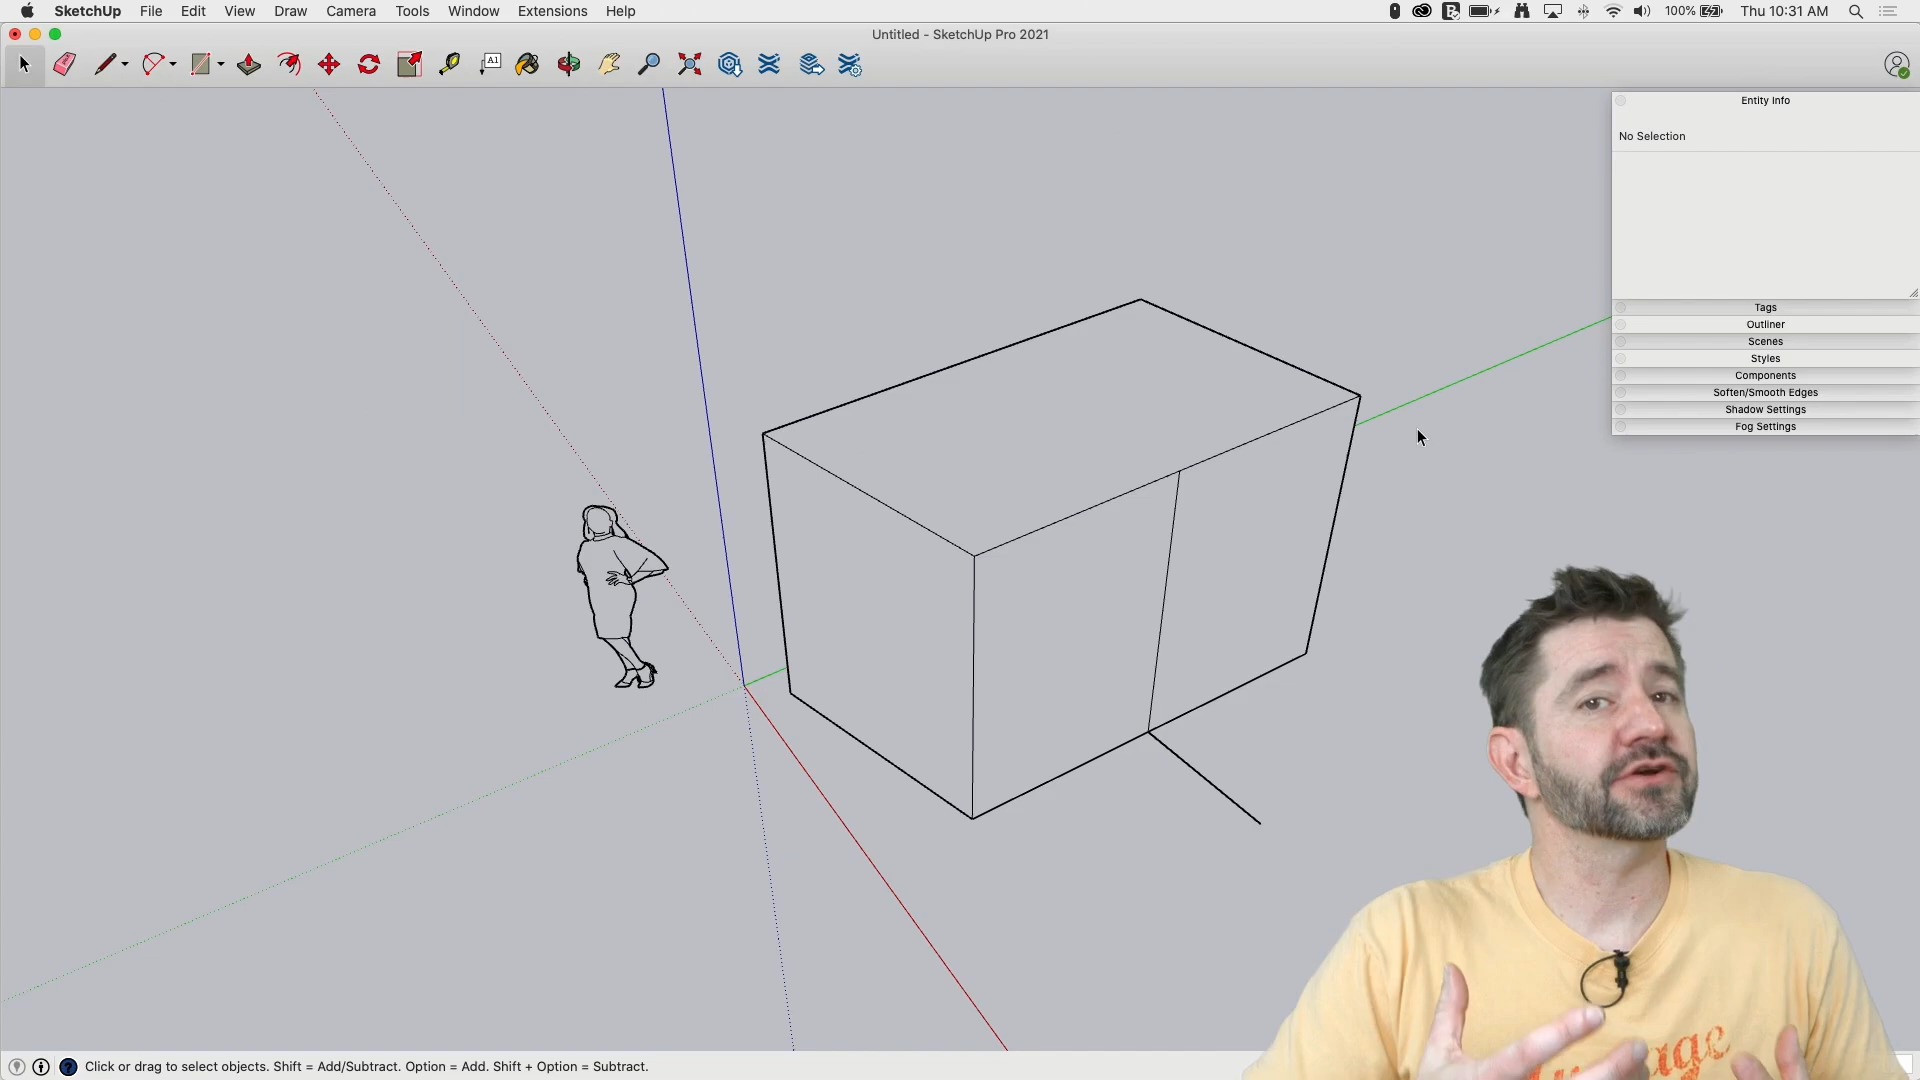 SketchUp File Edit View Draw Camera Tools Window Extensions Help
100% Thu 10:31 AM
Untitled - SketchUp Pro 2021
A1
Entity Info
No Selection
Tags
Outliner
Scenes
Styles
Components
Soften/Smooth Edges
Shadow Settings
Fog Settings
Click or drag to select objects. Shift = Add/Subtract. Option = Add. Shift + Option = Subtract.